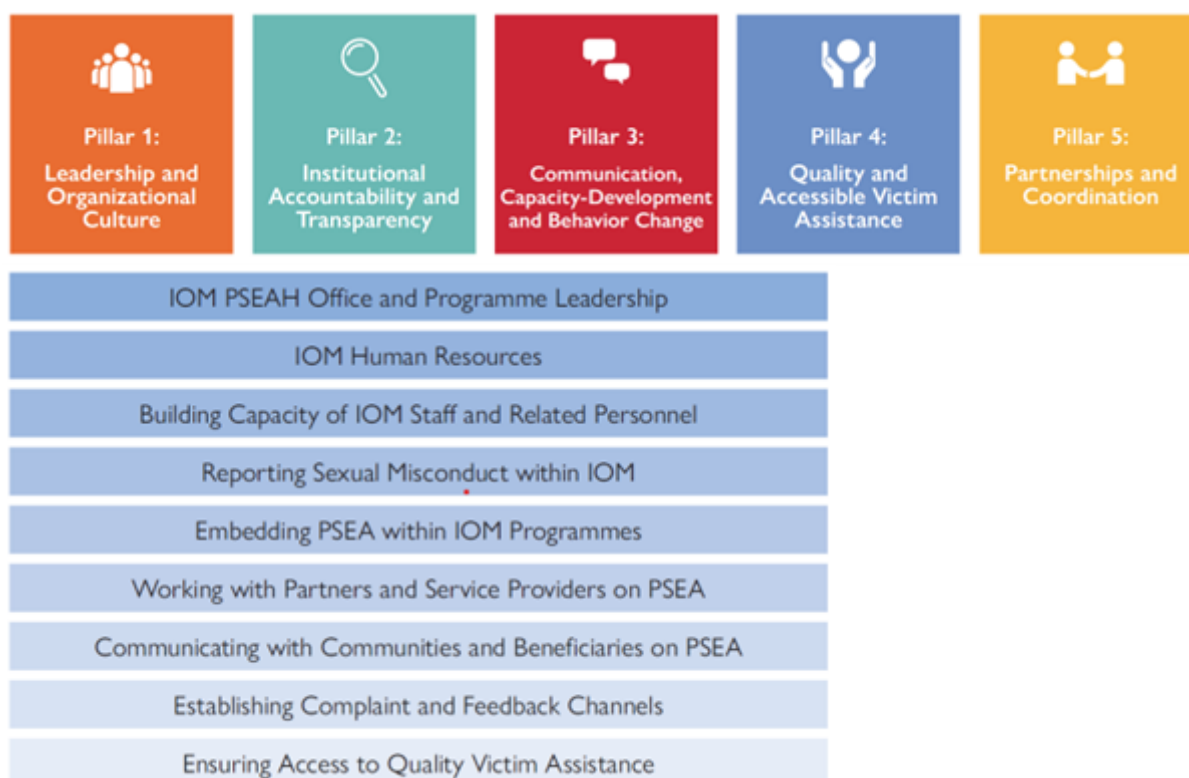 Pillar 1:
Leadership and
Organizational
Culture
Pillar 2:
Institutional
Accountability and
Transparency
Pillar 3:
Communication,
Capacity-Development
and Behavior Change
Pillar 4:
Quality and
Accessible Victim
Assistance
Pillar 5:
Partnerships and
Coordination
IOM PSEAH Office and Programme Leadership
IOM Human Resources
Building Capacity of IOM Staff and Related Personnel
Reporting Sexual Misconduct within IOM
Embedding PSEA within IOM Programmes
Working with Partners and Service Providers on PSEA
Communicating with Communities and Beneficiaries on PSEA
Establishing Complaint and Feedback Channels
Ensuring Access to Quality Victim Assistance